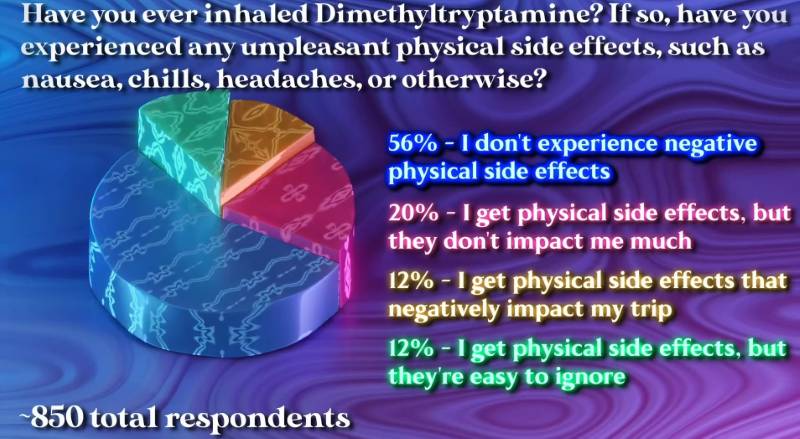 Have you ever inhaled Dimethyltryptamine? If so, have you
experienced any unpleasant physical side effects, such as
nausea, chills, headaches, or otherwise?
56% - I don't experience negative
physical side effects
20% - I get physical side effects, but
they don't impact me much
12% - I get physical side effects that
negatively impact my trip
12% - I get physical side effects, but
they're easy to ignore
~850 total respondents